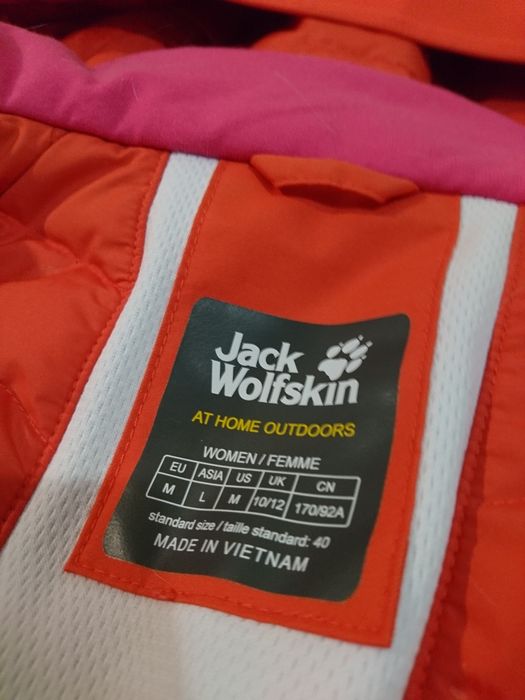 Jack
Wolfskin
AT HOME OUTDOORS
WOMEN / FEMME
EU ASIA US UK CN
M L M 10/12 170/92A
standard size / taille standard: 40
MADE IN VIETNAM